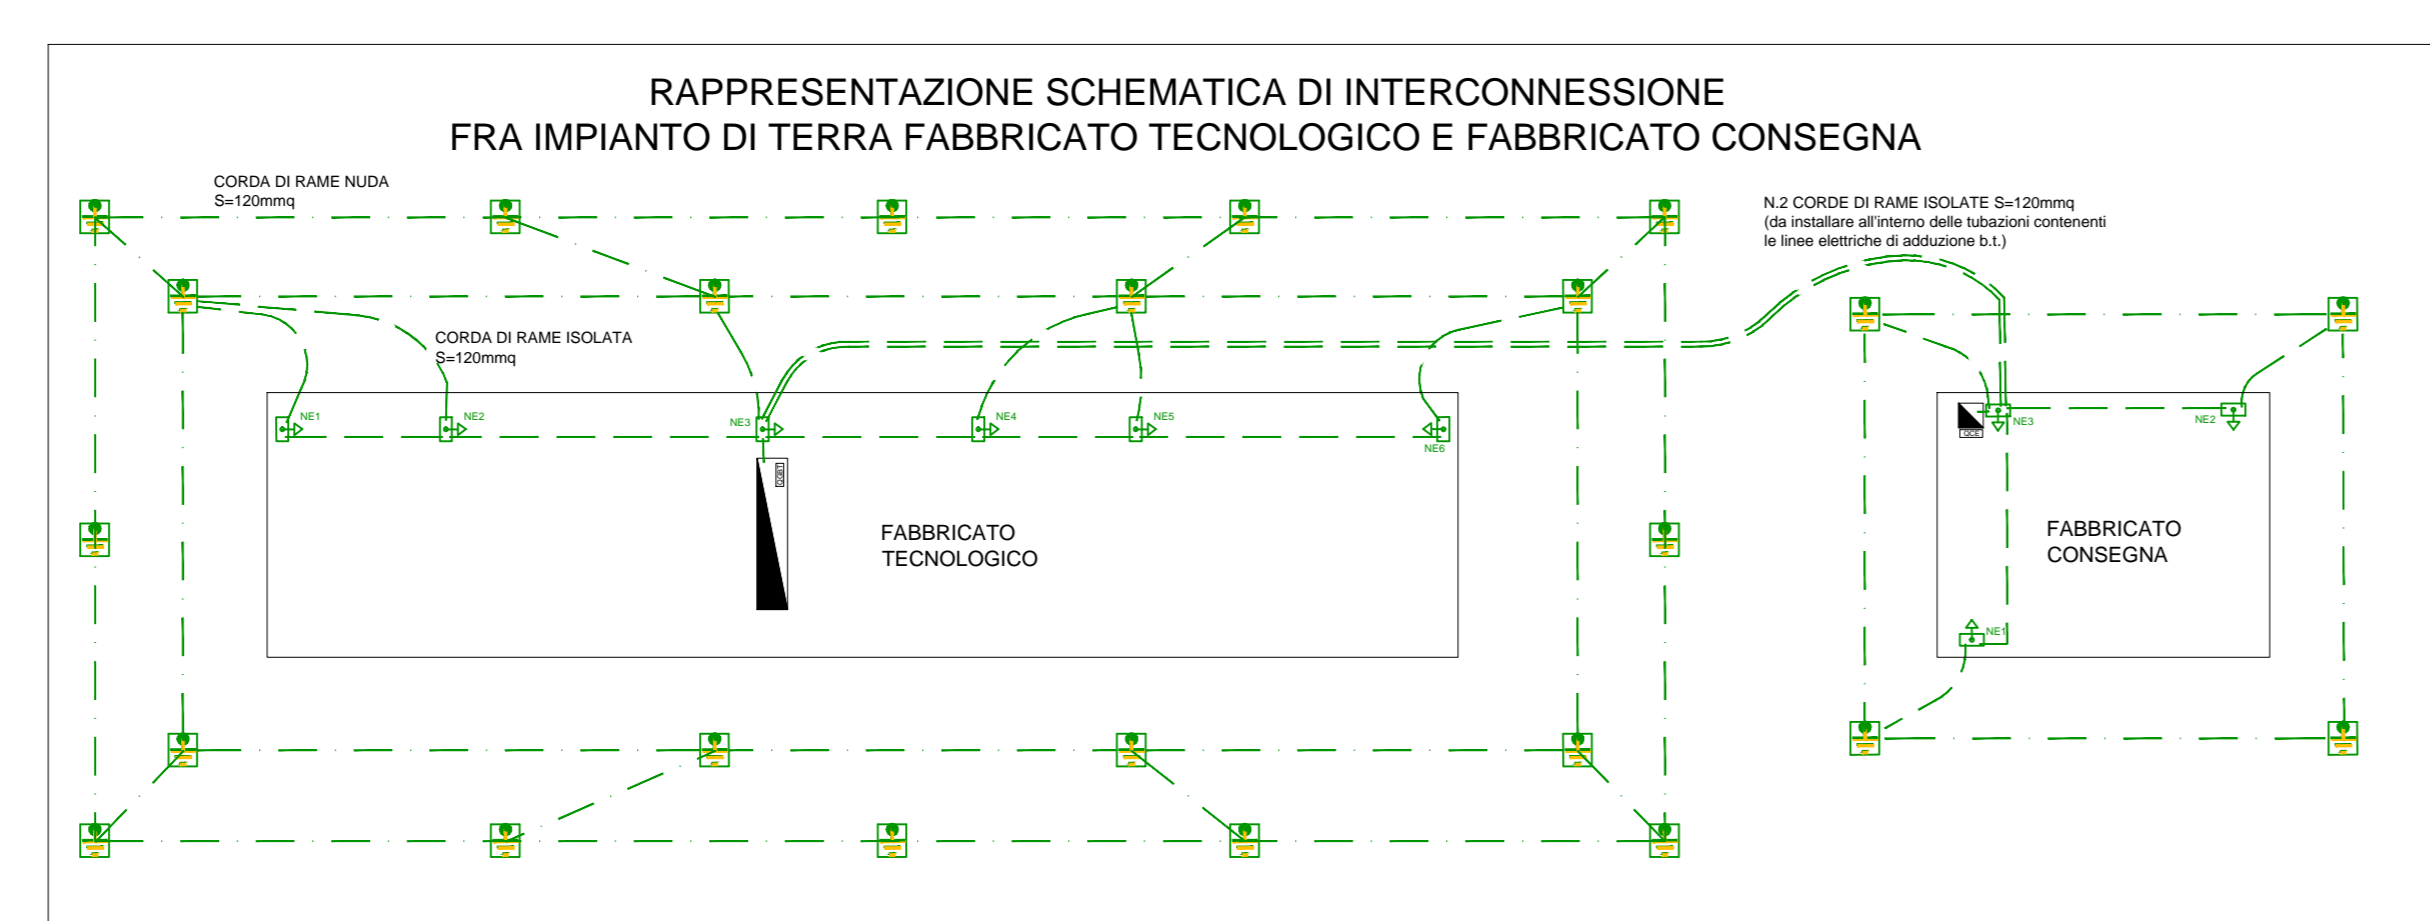 RAPPRESENTAZIONE SCHEMATICA DI INTERCONNESSIONE
FRA IMPIANTO DI TERRA FABBRICATO TECNOLOGICO E FABBRICATO CONSEGNA
CORDA DI RAME NUDA
S=120mmq
N.2 CORDE DI RAME ISOLATE S=120mmq
(da installare all'interno delle tubazioni contenenti
le linee elettriche di adduzione b.t.)
CORDA DI RAME ISOLATA
S=120mmq
NE1
NE2
NE3
NE4
NE5
NE6
QGBT
FABBRICATO
TECNOLOGICO
QCE
NE3
NE2
FABBRICATO
CONSEGNA
NE1